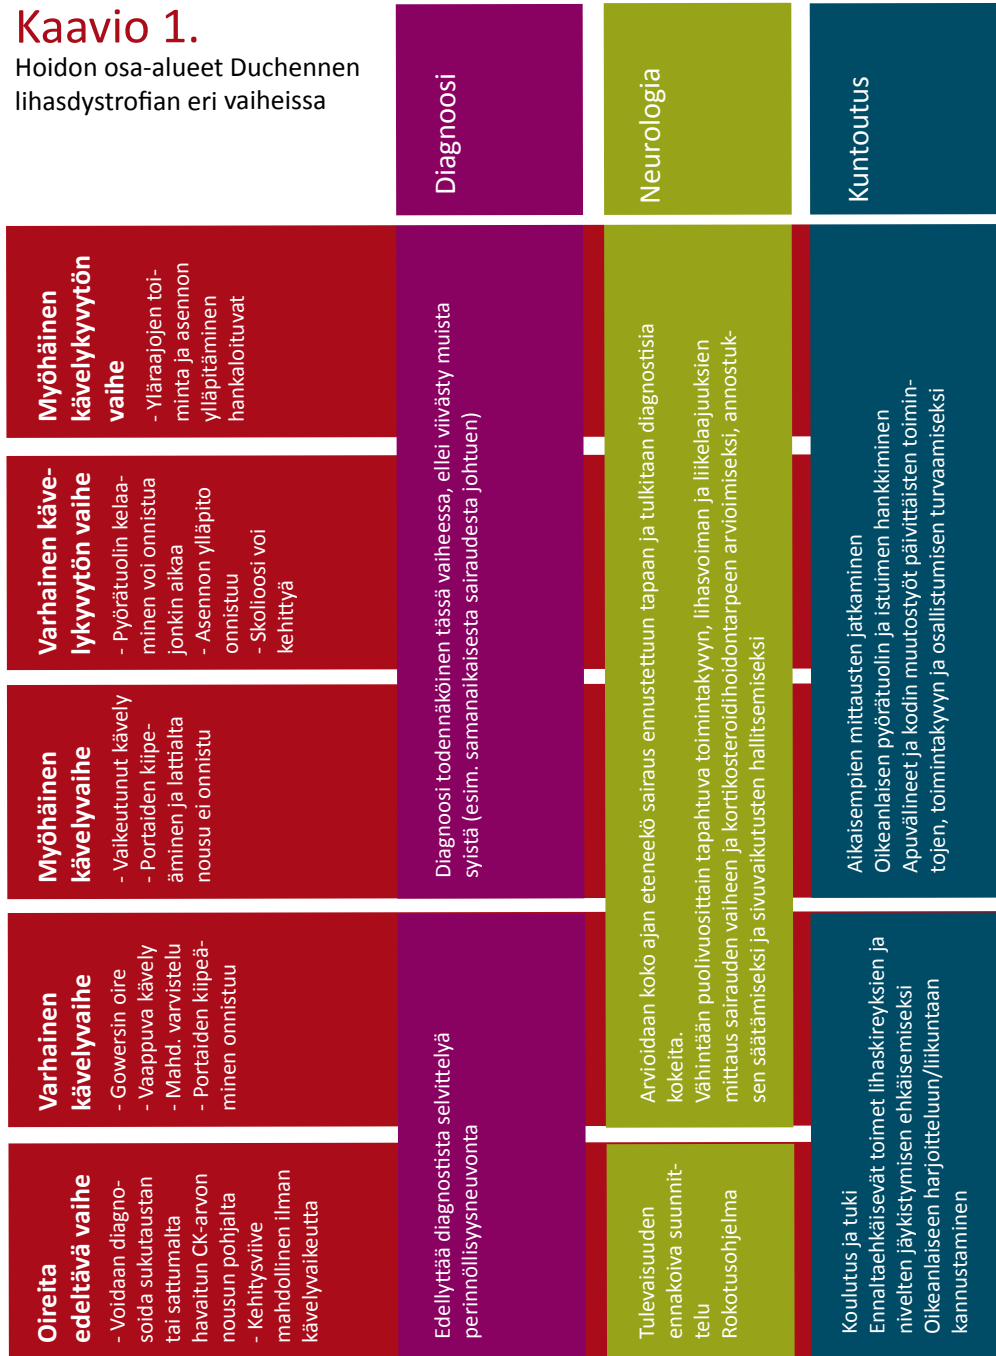 Kaavio 1.
Hoidon osa-alueet Duchennen
lihasdystrofian eri vaiheissa
Oireita
edeltävä vaihe
- Voidaan diagno-
soida sukutaustan
tai sattumalta
havaitun CK-arvon
nousun pohjalta
- Kehitysviive
mahdollinen ilman
kävelyvaikeutta
Varhainen
kävelyvaihe
- Gowersin oire
- Vaappuva kävely
- Mahd. varvistelu
- Portaiden kiipeä-
minen onnistuu
Myöhäinen
kävelyvaihe
- Vaikeutunut kävely
- Portaiden kiipe-
äminen ja lattialta
nousu ei onnistu
Varhainen käve-
lykyvytön vaihe
- Pyörätuolin kelaa-
minen voi onnistua
jonkin aikaa
- Asennon ylläpito
onnistuu
- Skolioosi voi
kehittyä
Myöhäinen
kävelykyvytön
vaihe
- Yläraajojen toi-
minta ja asennon
ylläpitäminen
hankaloituvat
Diagnoosi
Edellyttää diagnostista selvittelyä
perinnöllisyysneuvonta
Diagnoosi todennäköinen tässä vaiheessa, ellei viivästy muista
syistä (esim. samanaikaisesta sairaudesta johtuen)
Neurologia
Tulevaisuuden
ennakoiva suunnit-
telu
Rokotusohjelma
Arvioidaan koko ajan eteneekö sairaus ennustettun tapaan ja tulkitaan diagnostisia
kokeita.
Vähintään puolivuosittain tapahtuva toimintakyvyn, lihasvoiman ja liikelaajuuksien
mittaus sairauden vaiheen ja kortikosteroidihoidontarpeen arvioimiseksi, annostuk-
sen säätämiseksi ja sivuvaikutusten hallitsemiseksi
Kuntoutus
Koulutus ja tuki
Ennaltaehkäisevät toimet lihaskireyksien ja
nivelten jäykistymisen ehkäisemiseksi
Oikeanlaiseen harjoitteluun/liikuntaan
kannustaminen
Aikaisempien mittausten jatkaminen
Oikeanlaisen pyörätuolin ja istuimen hankkiminen
Apuvälineet ja kodin muutostyöt päivittäisten toimin-
tojen, toimintakyvyn ja osallistumisen turvaamiseksi